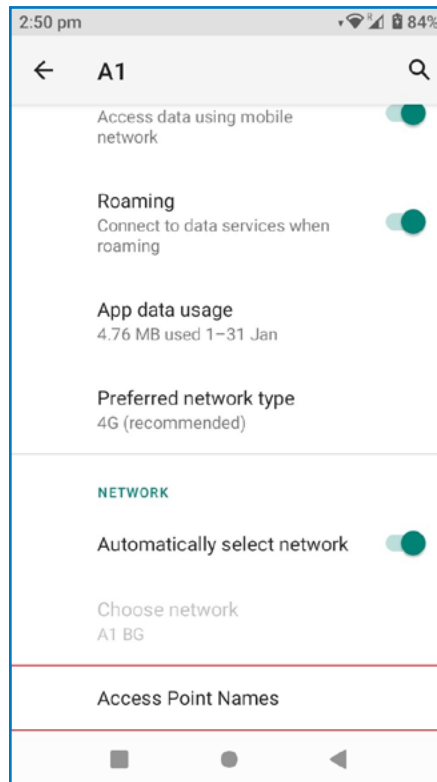 2:50 pm R 84%
A1
Access data using mobile
network
Roaming
Connect to data services when
roaming
App data usage
4.76 MB used 1–31 Jan
Preferred network type
4G (recommended)
NETWORK
Automatically select network
Choose network
A1 BG
Access Point Names